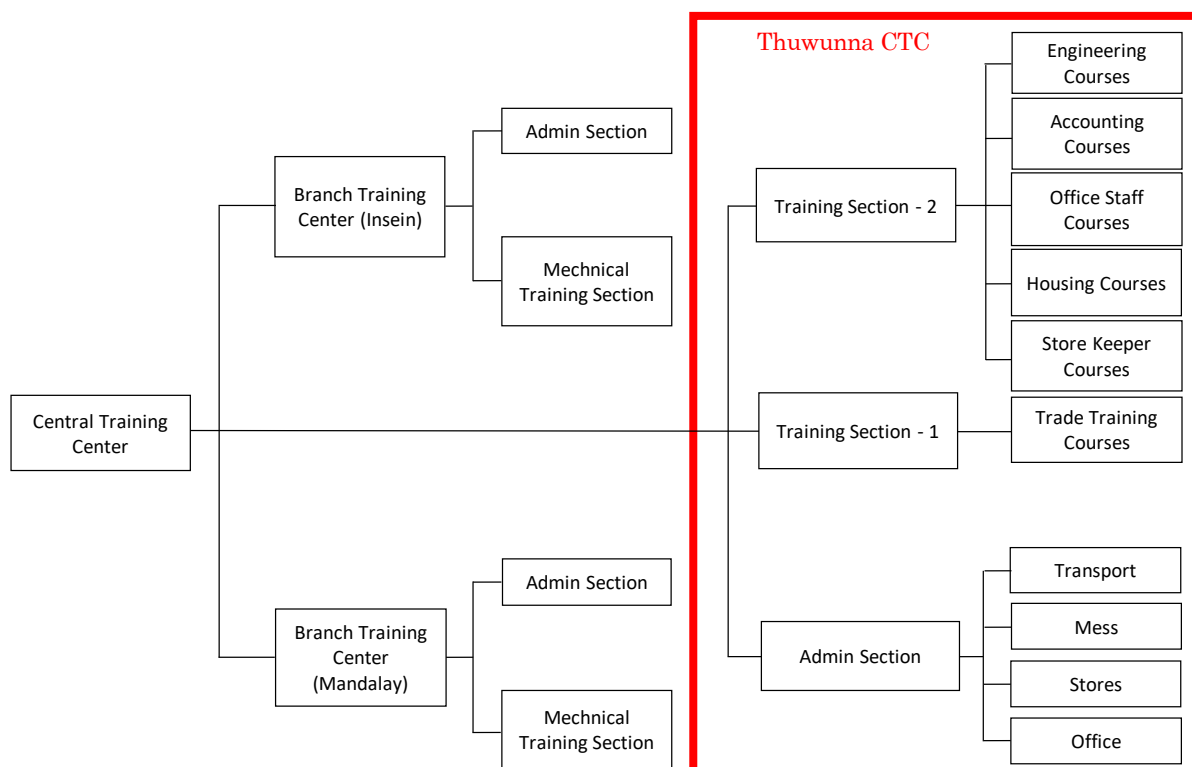 Thuwunna CTC
Engineering
Courses
Admin Section
Accounting
Courses
Branch Training
Center (Insein)
Training Section - 2
Office Staff
Courses
Mechnical
Training Section
Housing Courses
Store Keeper
Courses
Central Training
Center
Training Section - 1
Trade Training
Courses
Admin Section
Transport
Branch Training
Center
(Mandalay)
Admin Section
Mess
Stores
Mechnical
Training Section
Office